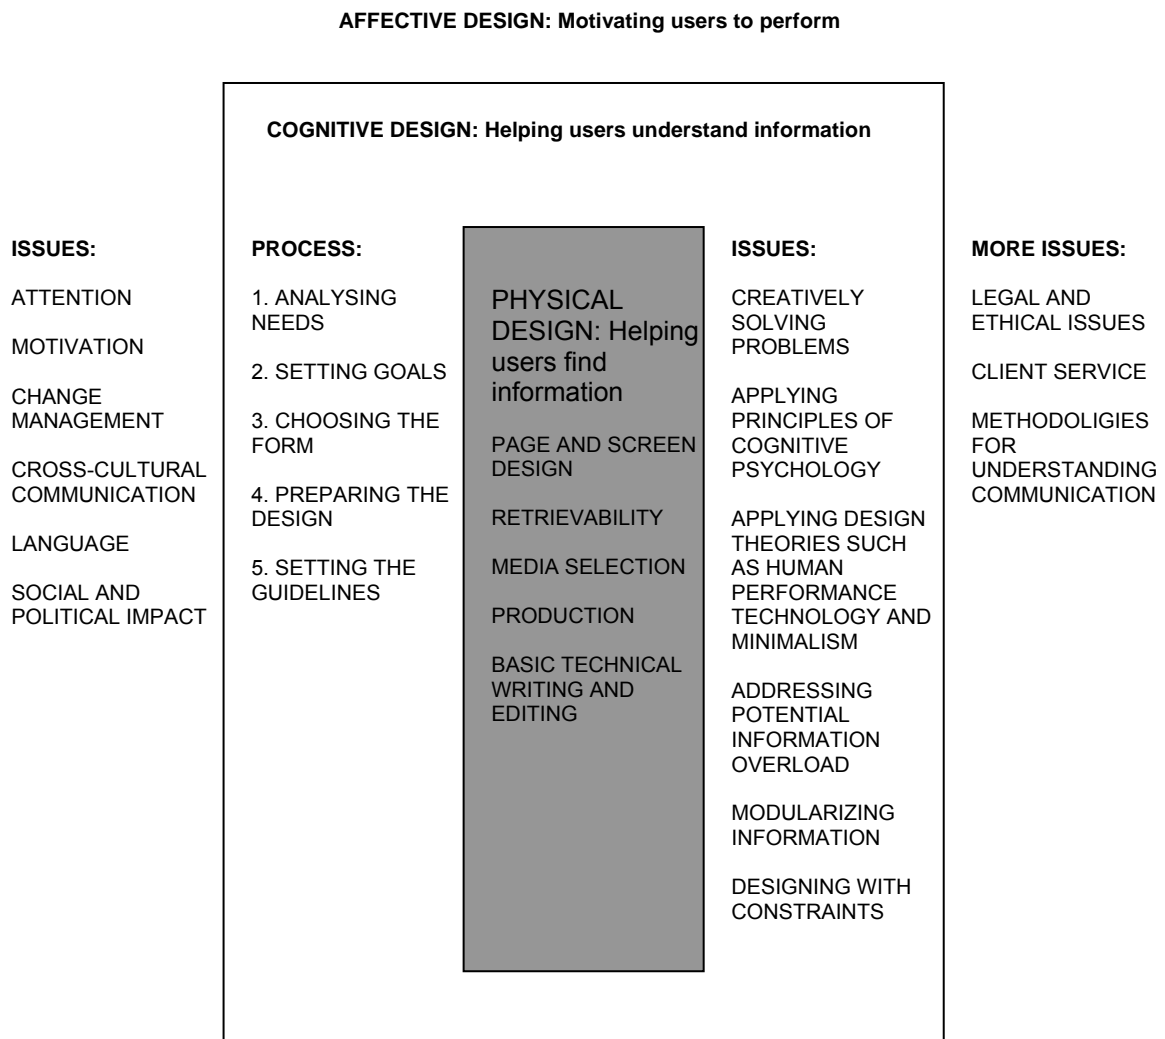 AFFECTIVE DESIGN: Motivating users to perform
COGNITIVE DESIGN: Helping users understand information
ISSUES:
ATTENTION
MOTIVATION
CHANGE
MANAGEMENT
CROSS-CULTURAL
COMMUNICATION
LANGUAGE
SOCIAL AND
POLITICAL IMPACT
PROCESS:
1. ANALYSING
NEEDS
2. SETTING GOALS
3. CHOOSING THE
FORM
4. PREPARING THE
DESIGN
5. SETTING THE
GUIDELINES
PHYSICAL
DESIGN: Helping
users find
information
PAGE AND SCREEN
DESIGN
RETRIEVABILITY
MEDIA SELECTION
PRODUCTION
BASIC TECHNICAL
WRITING AND
EDITING
ISSUES:
CREATIVELY
SOLVING
PROBLEMS
APPLYING
PRINCIPLES OF
COGNITIVE
PSYCHOLOGY
APPLYING DESIGN
THEORIES SUCH
AS HUMAN
PERFORMANCE
TECHNOLOGY AND
MINIMALISM
ADDRESSING
POTENTIAL
INFORMATION
OVERLOAD
MODULARIZING
INFORMATION
DESIGNING WITH
CONSTRAINTS
MORE ISSUES:
LEGAL AND
ETHICAL ISSUES
CLIENT SERVICE
METHODOLIGIES
FOR
UNDERSTANDING
COMMUNICATION